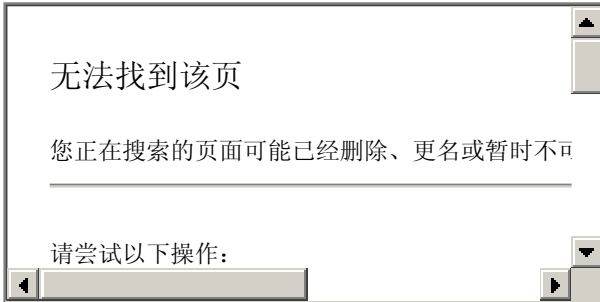 无法找到该页
您正在搜索的页面可能已经删除、更名或暂时不可
请尝试以下操作：